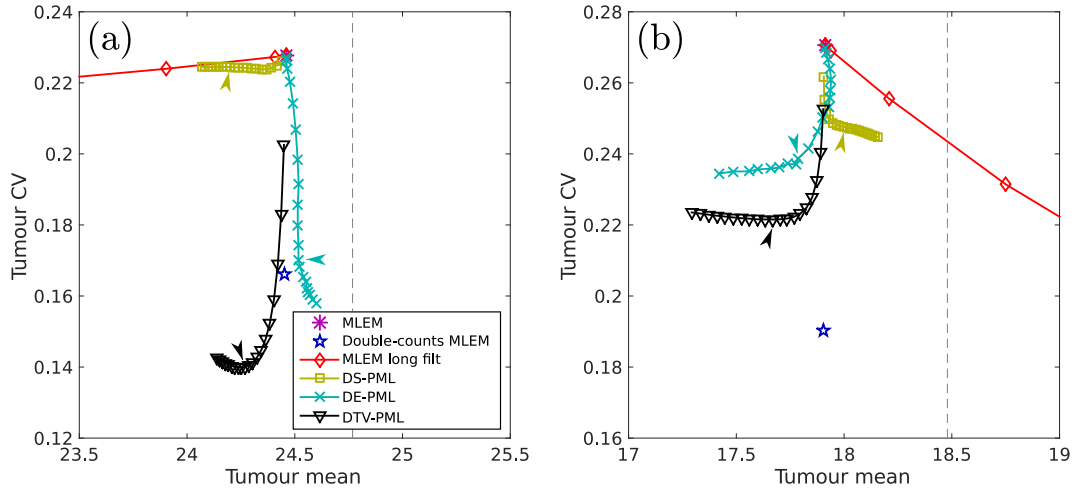 (a)
0.24
0.22
0.2
0.18
0.16
0.14
0.12
Tumour CV
23.5 24 24.5 25 25.5
Tumour mean
MLEM
Double-counts MLEM
MLEM long filt
DS-PML
DE-PML
DTV-PML
(b)
0.28
0.26
0.24
0.22
0.2
0.18
0.16
Tumour CV
17 17.5 18 18.5 19
Tumour mean